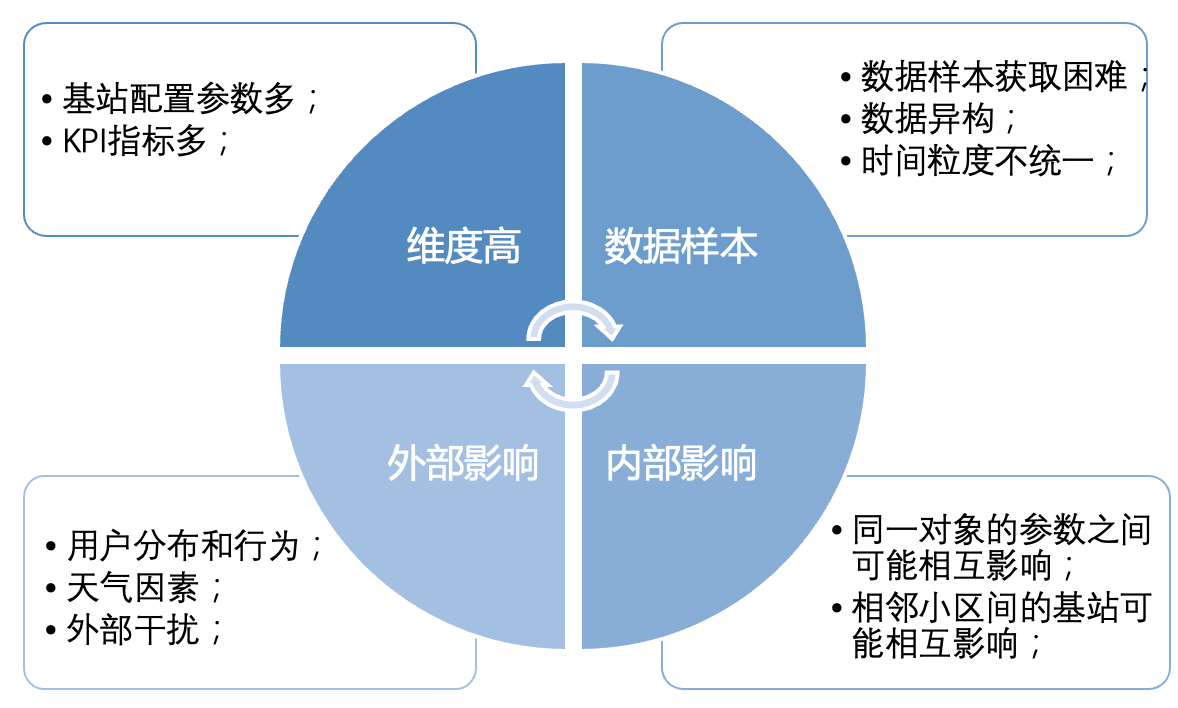 • 基站配置参数多；
• KPI指标多；
• 数据样本获取困难；
• 数据异构；
• 时间粒度不统一；
维度高
数据样本
外部影响
内部影响
• 用户分布和行为；
• 天气因素；
• 外部干扰；
• 同一对象的参数之间
可能相互影响；
• 相邻小区间的基站可
能相互影响；